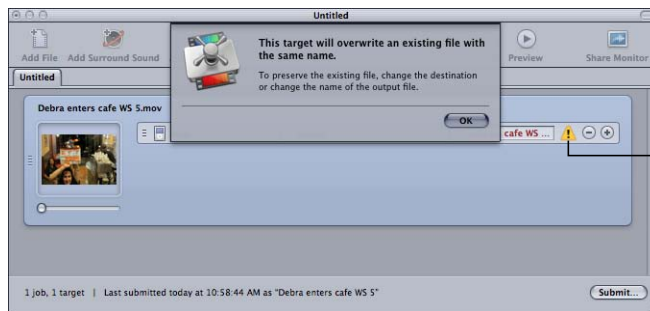 Untitled
Add File
Add Surround Sound
Preview
Share Monitor
This target will overwrite an existing file with
the same name.
To preserve the existing file, change the destination
or change the name of the output file.
OK
Untitled
Debra enters cafe WS 5.mov
cafe WS ...
1 job, 1 target | Last submitted today at 10:58:44 AM as "Debra enters cafe WS 5"
Submit...